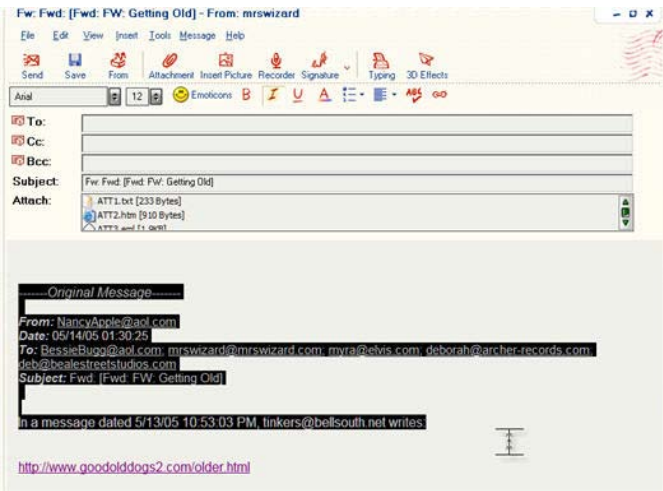 Fw: Fwd: [Fwd: FW: Getting Old] - From: mrswizard
File Edit View Insert Tools Message Help
Send Save From Attachment Insert Picture Recorder Signature Typing 3D Effects
Arial 12 Emoticons B I U A ABC
To:
Cc:
Bcc:
Subject: Fw: Fwd: [Fwd: FW: Getting Old]
Attach: ATT1.txt [233 Bytes]
ATT2.htm [910 Bytes]
ATT3.eml [1.9KB]
-------Original Message-------
From: NancyApple@aol.com
Date: 05/14/05 01:30:25
To: BessieBugg@aol.com; mrswizard@mrswizard.com; myra@elvis.com; deborah@archer-records.com;
deb@bealestreetstudios.com
Subject: Fwd: [Fwd: FW: Getting Old]
In a message dated 5/13/05 10:53:03 PM, tinkers@bellsouth.net writes:
http://www.goodolddogs2.com/older.html